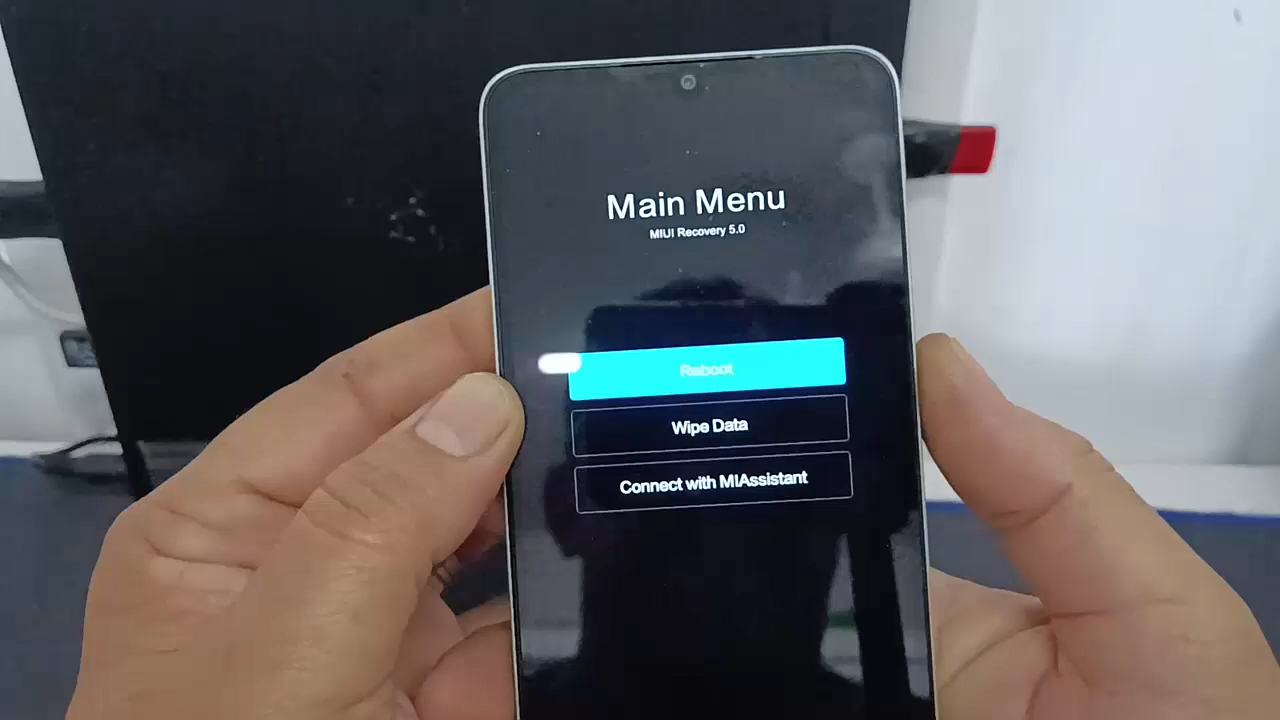 Main Menu
MIUI Recovery 5.0
Reboot
Wipe Data
Connect with MIAssistant